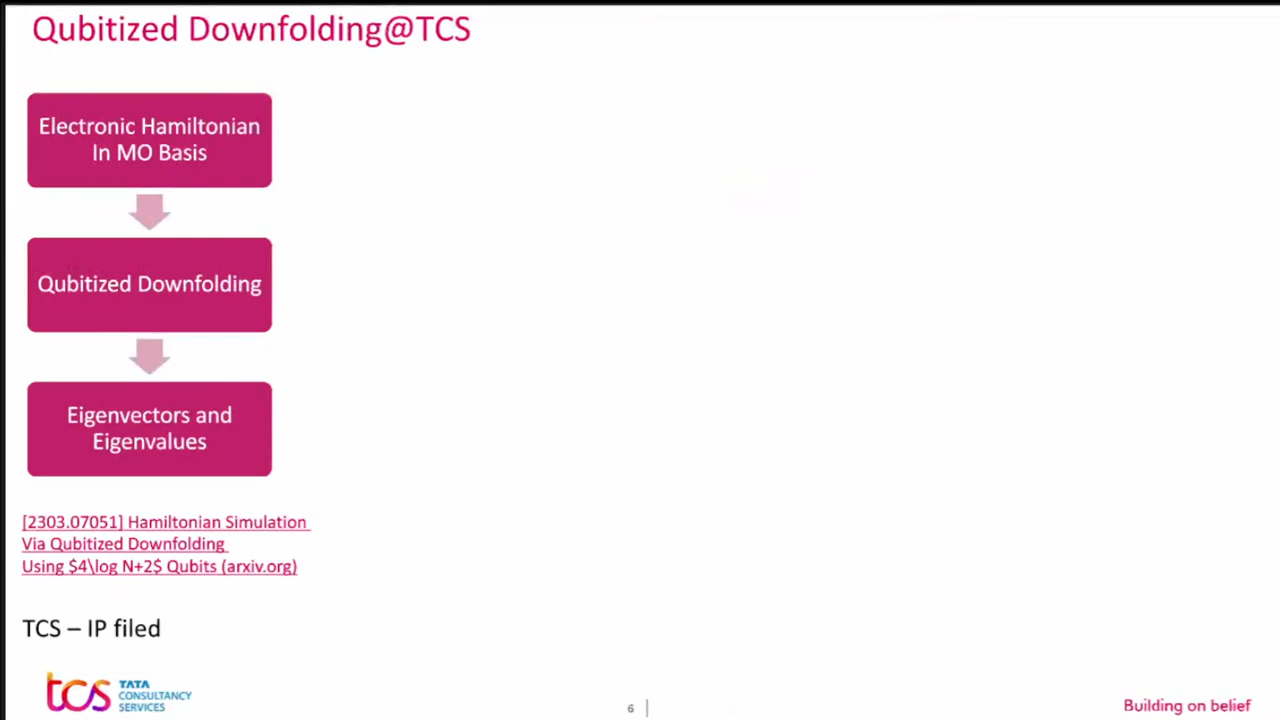 Qubitized Downfolding@TCS
Electronic Hamiltonian
In MO Basis
Qubitized Downfolding
Eigenvectors and
Eigenvalues
[2303.07051] Hamiltonian Simulation
Via Qubitized Downfolding
Using $4\log N+2$ Qubits (arxiv.org)
TCS – IP filed
tcs TATA
CONSULTANCY
SERVICES
6
Building on belief